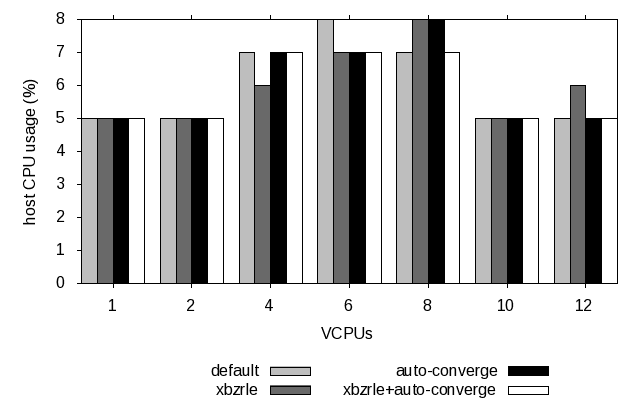 8
7
6
5
4
3
2
1
0
host CPU usage (%)
1 2 4 6 8 10 12
VCPUs
default auto-converge
xbzrle xbzrle+auto-converge